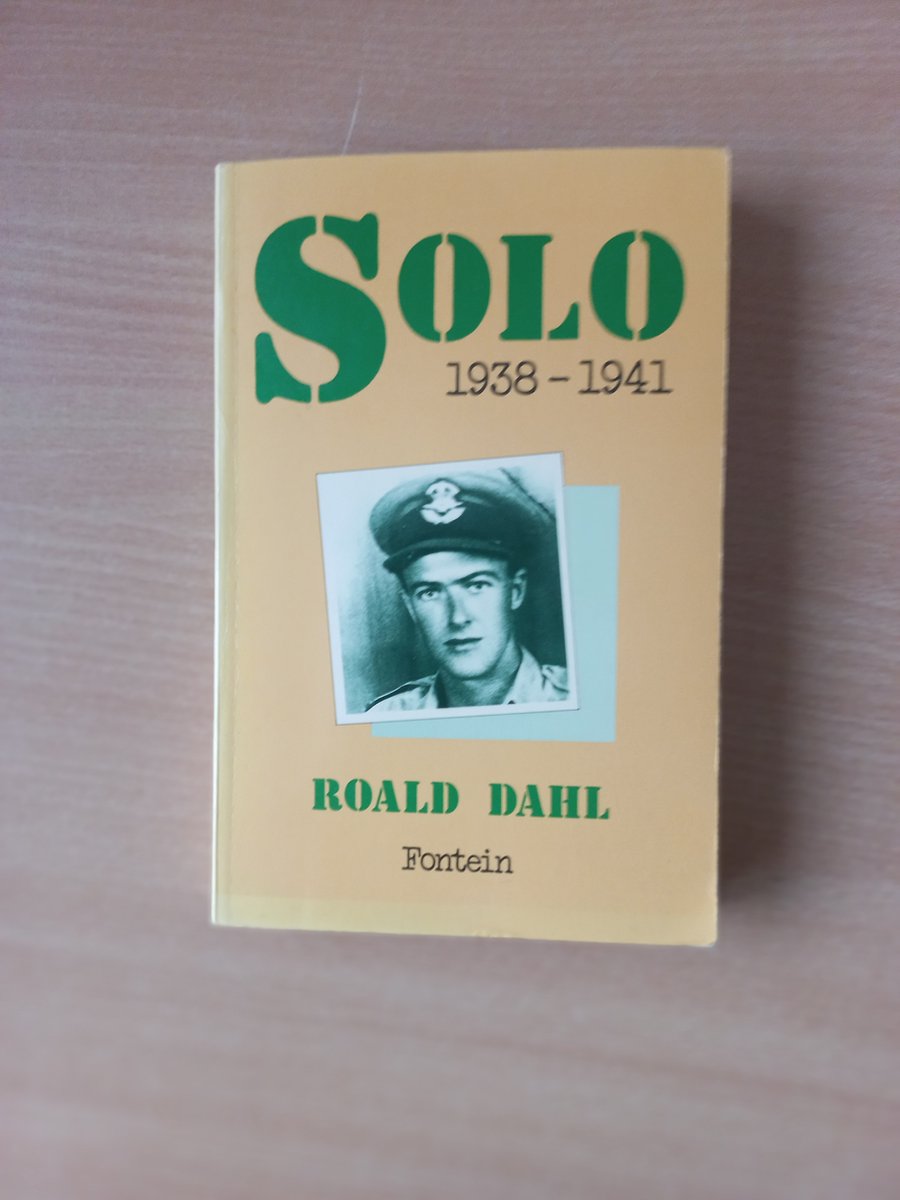 SOLO
1938 - 1941
ROALD DAHL
Fontein